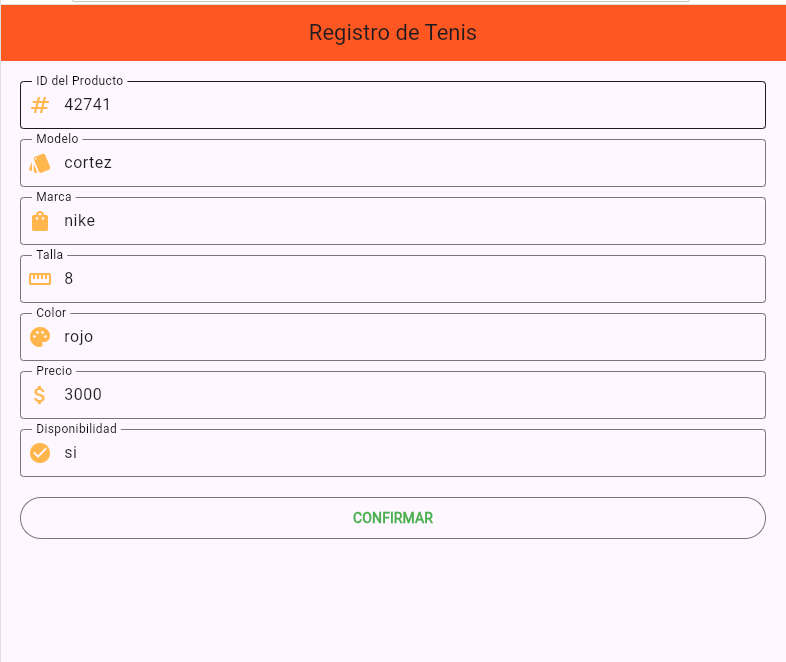 Registro de Tenis
ID del Producto
42741
Modelo
cortez
Marca
nike
Talla
8
Color
rojo
Precio
3000
Disponibilidad
si
CONFIRMAR